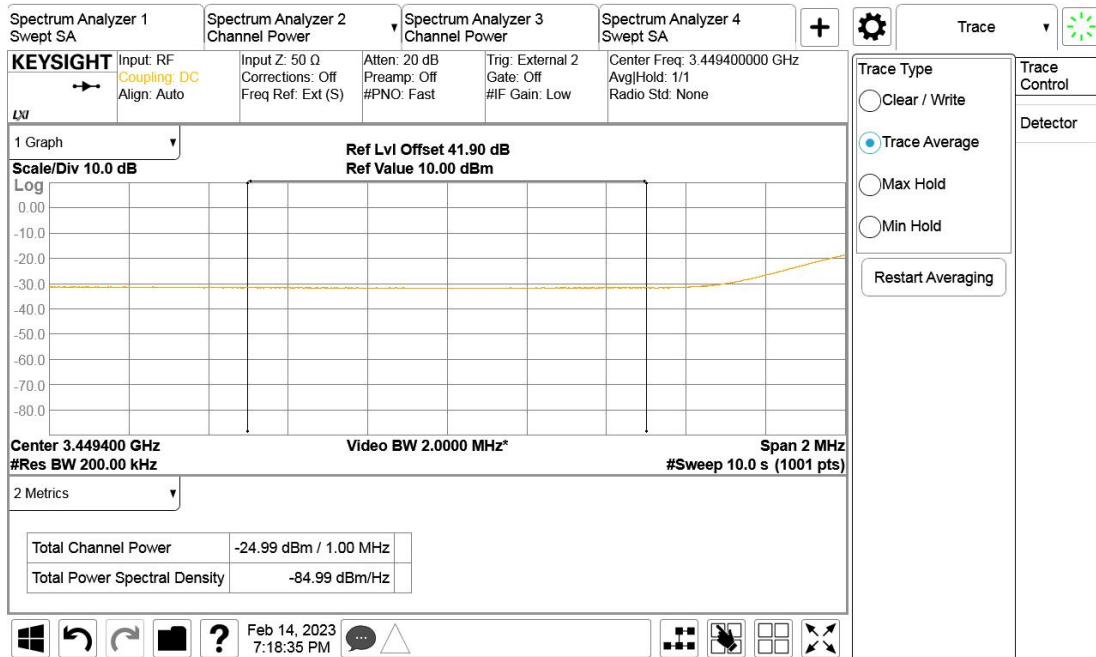 Spectrum Analyzer 1
Swept SA
Spectrum Analyzer 2
Channel Power
Spectrum Analyzer 3
Channel Power
Spectrum Analyzer 4
Swept SA
+
Trace
KEYSIGHT
LXI
Input: RF
Coupling: DC
Align: Auto
Input Z: 50 Ω
Corrections: Off
Freq Ref: Ext (S)
Atten: 20 dB
Preamp: Off
#PNO: Fast
Trig: External 2
Gate: Off
#IF Gain: Low
Center Freq: 3.449400000 GHz
Avg|Hold: 1/1
Radio Std: None
Trace Type
Clear / Write
Trace Average
Max Hold
Min Hold
Restart Averaging
Trace
Control
Detector
1 Graph
Scale/Div 10.0 dB
Ref Lvl Offset 41.90 dB
Ref Value 10.00 dBm
Log
0.00
-10.0
-20.0
-30.0
-40.0
-50.0
-60.0
-70.0
-80.0
Center 3.449400 GHz
#Res BW 200.00 kHz
Video BW 2.0000 MHz*
Span 2 MHz
#Sweep 10.0 s (1001 pts)
2 Metrics
Total Channel Power -24.99 dBm / 1.00 MHz
Total Power Spectral Density -84.99 dBm/Hz
?
Feb 14, 2023
7:18:35 PM